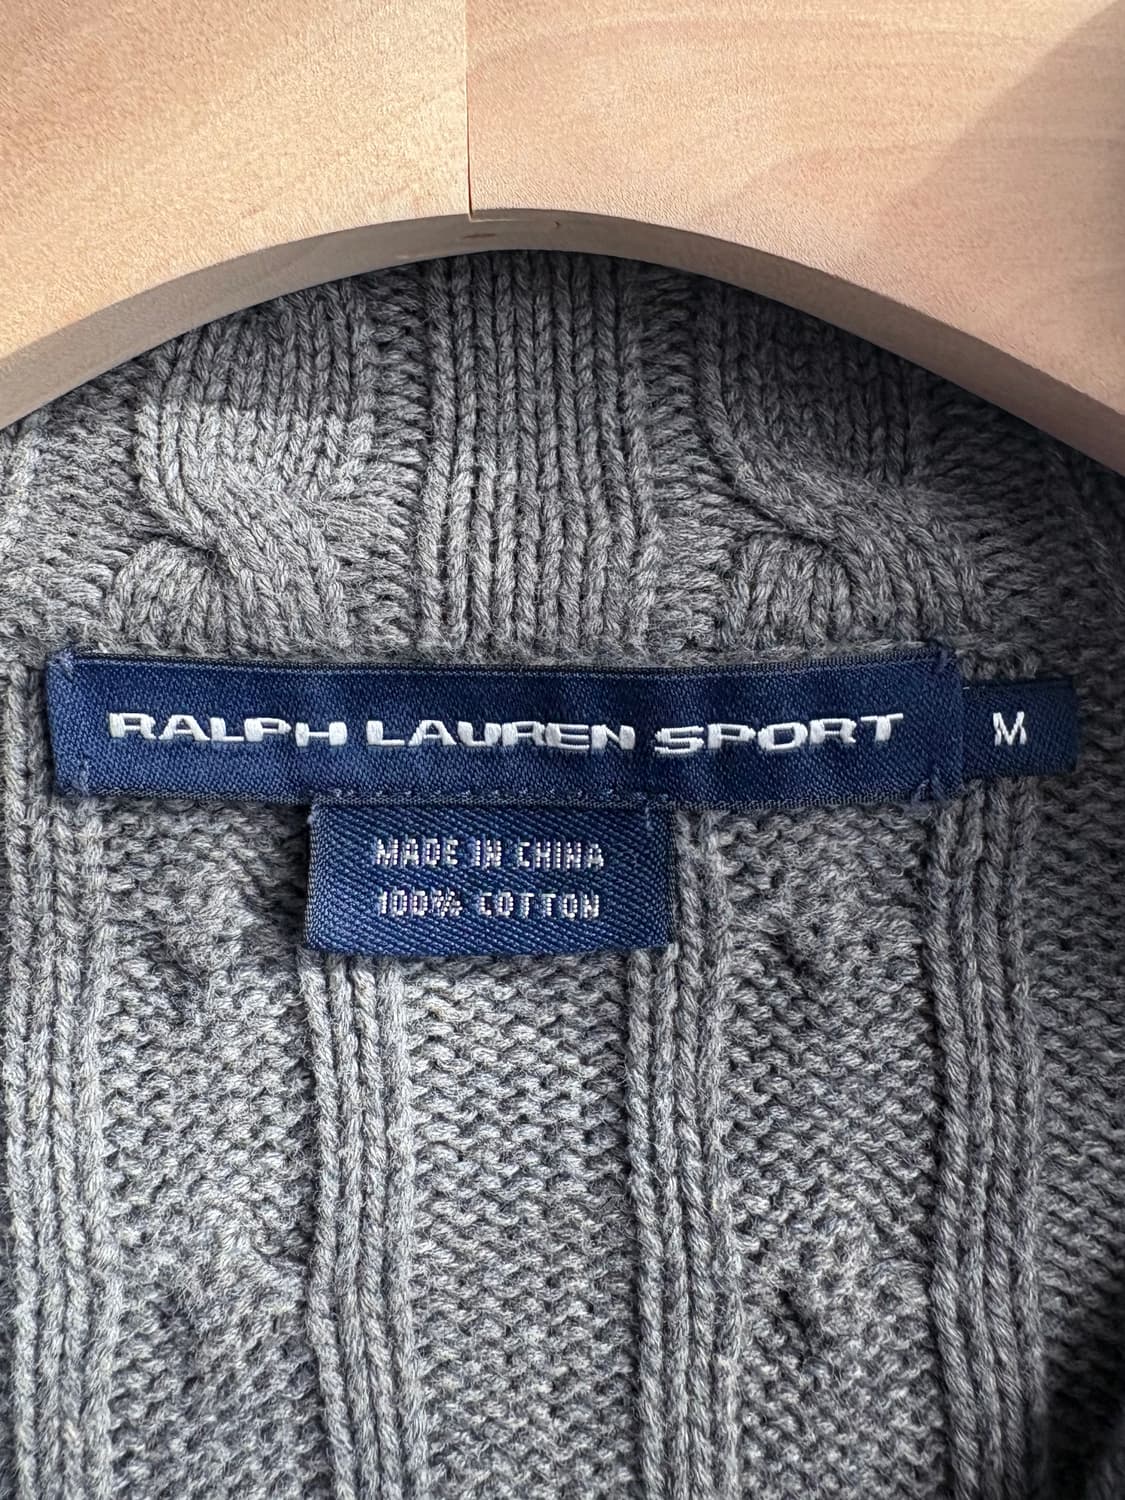 RALPH LAUREN SPORT M
MADE IN CHINA
100% COTTON